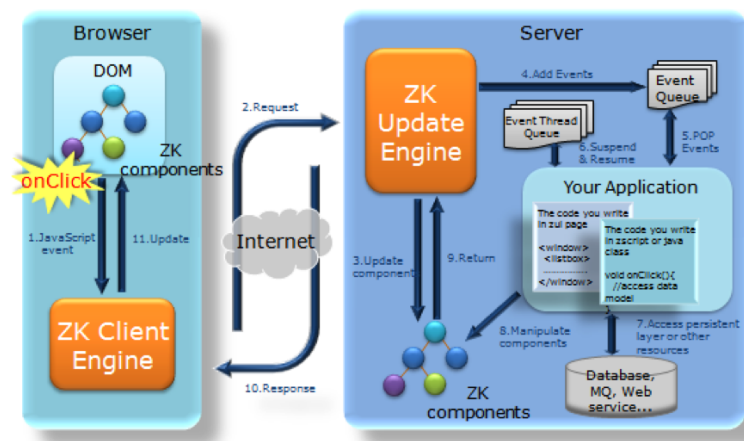 Browser
DOM
ZK
components
onClick
1.JavaScript
event
11.Update
ZK Client
Engine
2.Request
Internet
10.Response
Server
ZK
Update
Engine
4.Add Events
Event
Queue
Event Thread
Queue
6.Suspend
& Resume
5.POP
Events
Your Application
The code you write
in zul page
<window>
<listbox>
................
</window>
The code you write
in zscript or java
class
void onClick(){
//access data
model
}
3.Update
component
9.Return
8.Manipulate
components
7.Access persistent
layer or other
resources
ZK
components
Database,
MQ, Web
service...